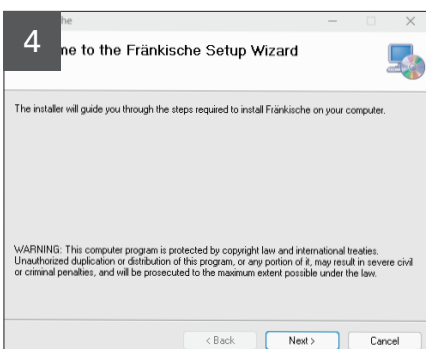 he
4
me to the Fränkische Setup Wizard
The installer will guide you through the steps required to install Fränkische on your computer.
WARNING: This computer program is protected by copyright law and international treaties.
Unauthorized duplication or distribution of this program, or any portion of it, may result in severe civil
or criminal penalties, and will be prosecuted to the maximum extent possible under the law.
< Back Next > Cancel